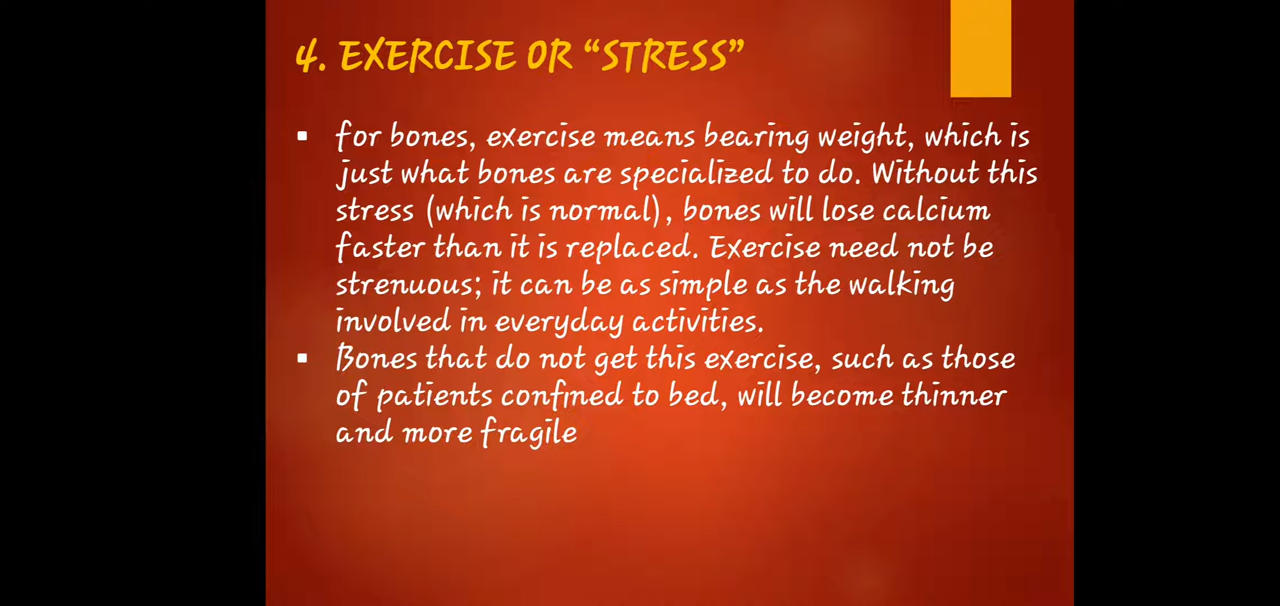 4. EXERCISE OR “STRESS”
for bones, exercise means bearing weight, which is
just what bones are specialized to do. Without this
stress (which is normal), bones will lose calcium
faster than it is replaced. Exercise need not be
strenuous; it can be as simple as the walking
involved in everyday activities.
Bones that do not get this exercise, such as those
of patients confined to bed, will become thinner
and more fragile